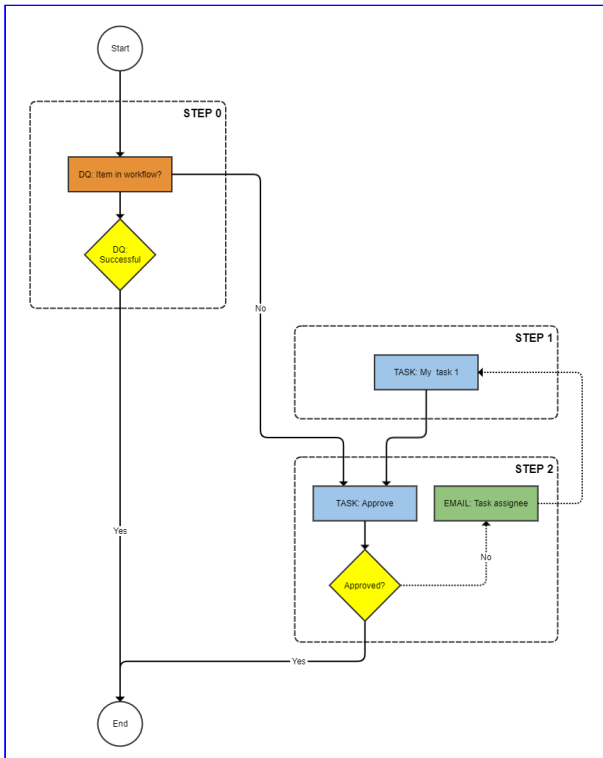 Start
STEP 0
DQ: Item in workflow?
DQ:
Successful
No
STEP 1
TASK: My task 1
STEP 2
TASK: Approve
EMAIL: Task assignee
Yes
No
Approved?
Yes
End